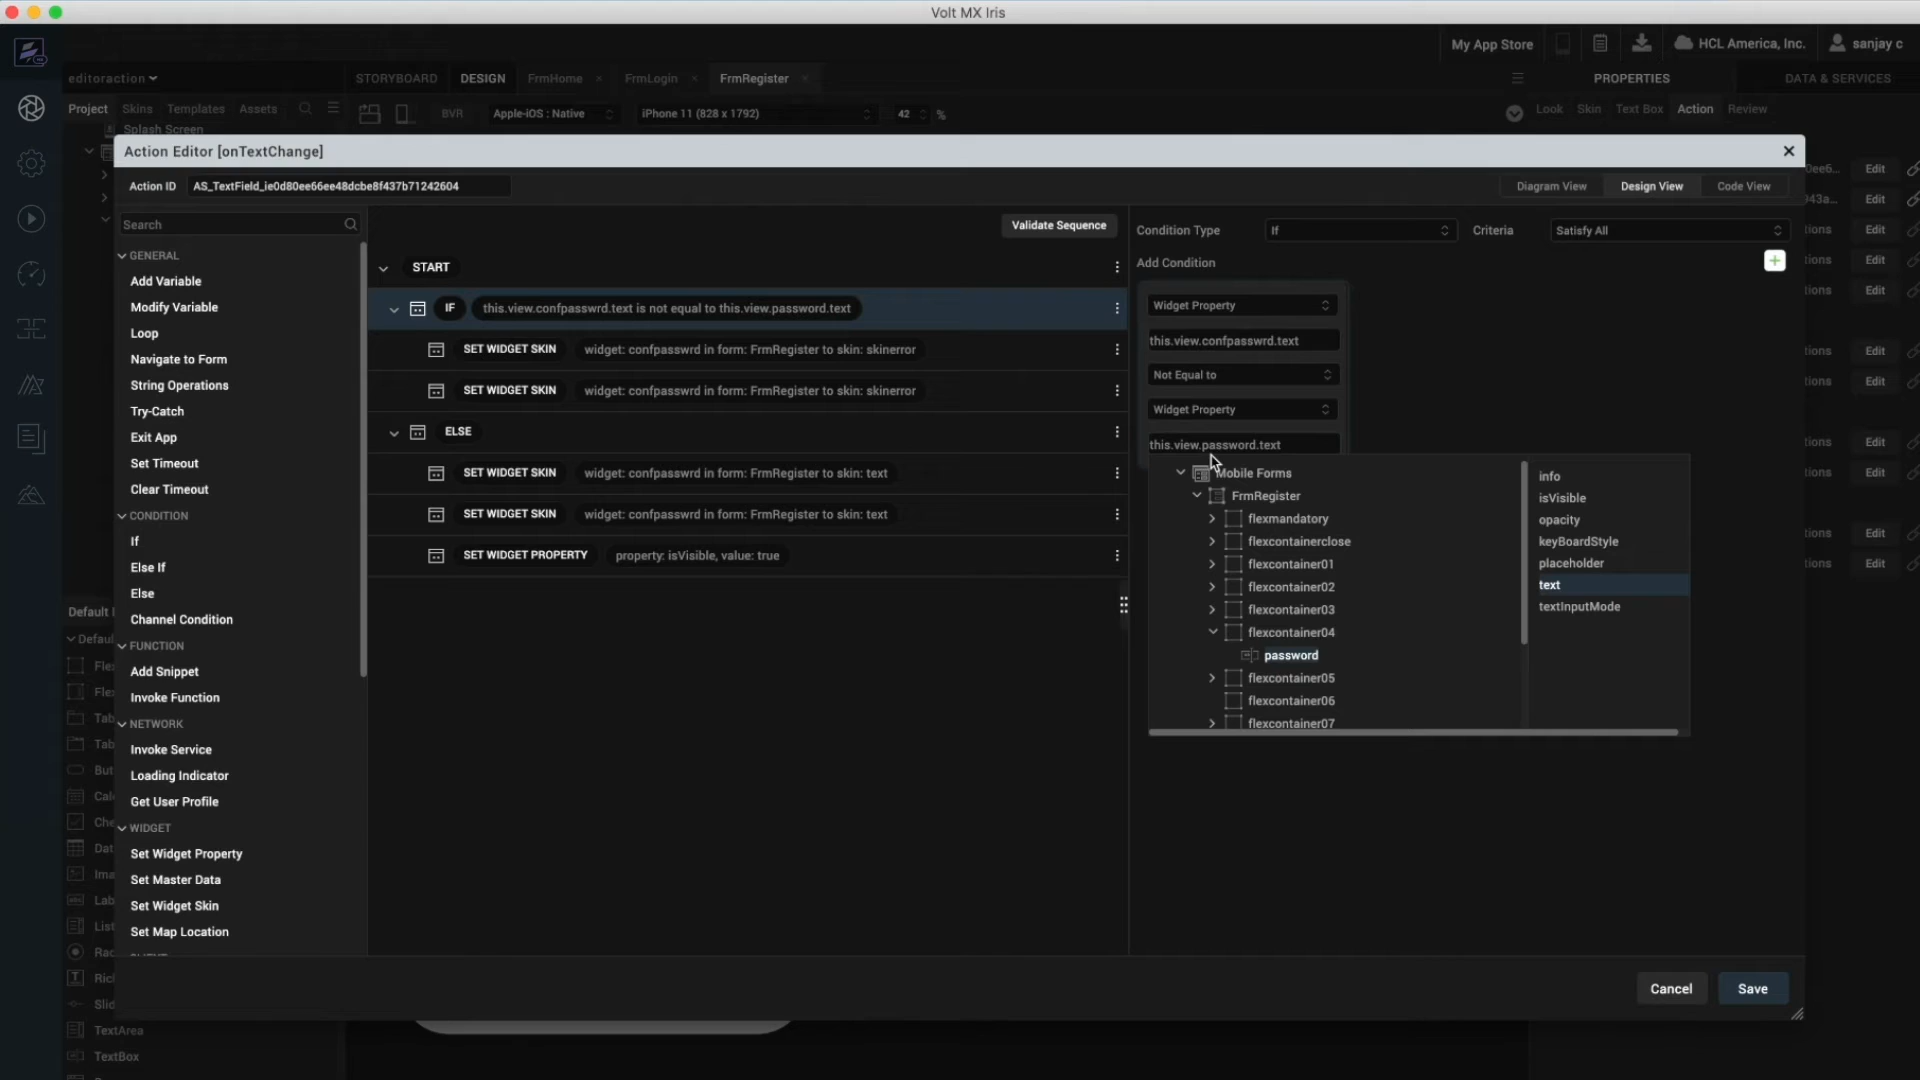 Volt MX Iris
My App Store
HCL America, Inc.
sanjay c
editoraction
STORYBOARD
DESIGN
FrmHome
FrmLogin
FrmRegister
PROPERTIES
DATA & SERVICES
Project
Skins
Templates
Assets
BVR
Apple-iOS : Native
iPhone 11 (828 x 1792)
42
%
Look
Skin
Text Box
Action
Review
Splash Screen
Action Editor [onTextChange]
Action ID
AS_TextField_ie0d80ee66ee48dcbe8f437b71242604
Diagram View
Design View
Code View
Edit
Edit
Edit
Edit
Edit
Edit
Edit
Edit
Edit
Edit
Edit
Search
GENERAL
Add Variable
Modify Variable
Loop
Navigate to Form
String Operations
Try-Catch
Exit App
Set Timeout
Clear Timeout
CONDITION
If
Else If
Else
Channel Condition
FUNCTION
Add Snippet
Invoke Function
NETWORK
Invoke Service
Loading Indicator
Get User Profile
WIDGET
Set Widget Property
Set Master Data
Set Widget Skin
Set Map Location
Validate Sequence
START
IF
this.view.confpasswrd.text is not equal to this.view.password.text
SET WIDGET SKIN
widget: confpasswrd in form: FrmRegister to skin: skinerror
SET WIDGET SKIN
widget: confpasswrd in form: FrmRegister to skin: skinerror
ELSE
SET WIDGET SKIN
widget: confpasswrd in form: FrmRegister to skin: text
SET WIDGET SKIN
widget: confpasswrd in form: FrmRegister to skin: text
SET WIDGET PROPERTY
property: isVisible, value: true
Condition Type
If
Criteria
Satisfy All
Add Condition
Widget Property
this.view.confpasswrd.text
Not Equal to
Widget Property
this.view.password.text
Mobile Forms
FrmRegister
flexmandatory
flexcontainerclose
flexcontainer01
flexcontainer02
flexcontainer03
flexcontainer04
password
flexcontainer05
flexcontainer06
flexcontainer07
info
isVisible
opacity
keyBoardStyle
placeholder
text
textInputMode
Cancel
Save
Default
TextArea
TextBox